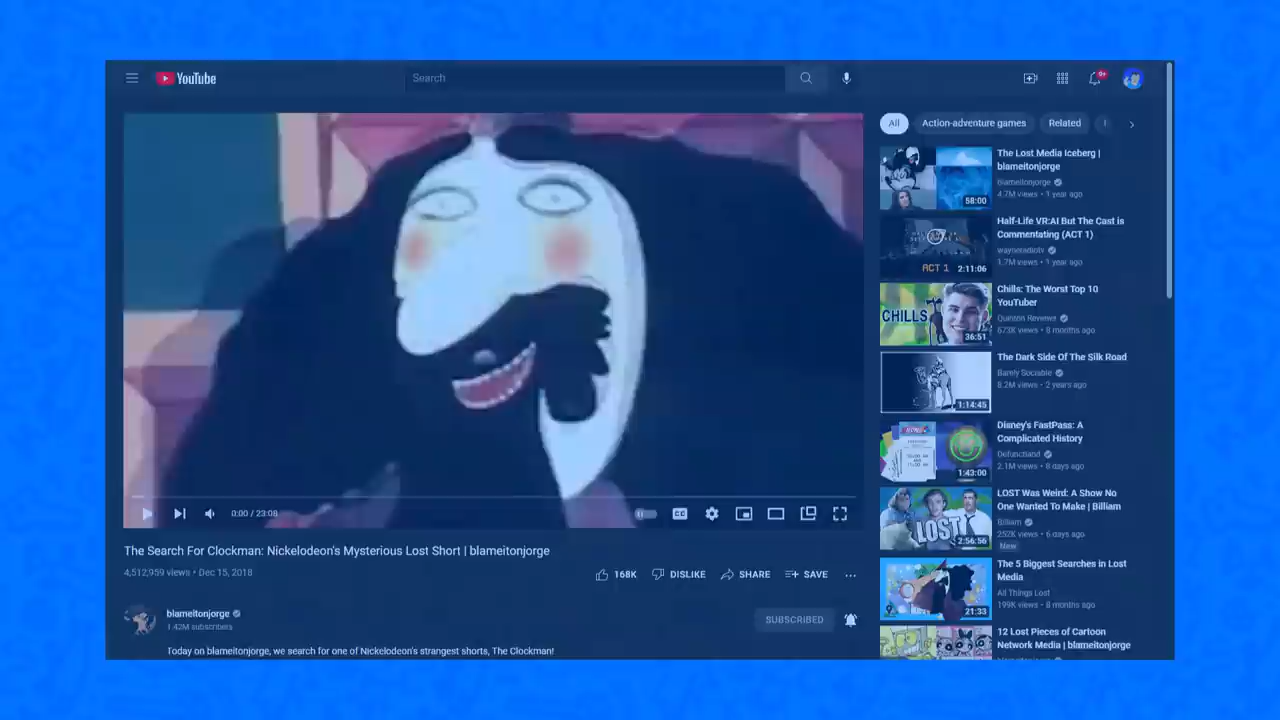 YouTube
Search
9+
All
Action-adventure games
Related
The Lost Media Iceberg |
blameitonjorge
blameitonjorge
4.7M views • 1 year ago
58:00
Half-Life VR:AI But The Cast is
Commentating (ACT 1)
wayneradiotv
1.7M views • 1 year ago
ACT 1
2:11:06
Chills: The Worst Top 10
YouTuber
Quinton Reviews
673K views • 8 months ago
CHILLS
36:51
The Dark Side Of The Silk Road
Barely Sociable
8.2M views • 2 years ago
1:14:45
Disney's FastPass: A
Complicated History
Defunctland
2.1M views • 8 days ago
1:43:00
LOST Was Weird: A Show No
One Wanted To Make | Billiam
Billiam
252K views • 6 days ago
New
LOST
2:56:56
The 5 Biggest Searches in Lost
Media
All Things Lost
199K views • 8 months ago
21:33
12 Lost Pieces of Cartoon
Network Media | blameitonjorge
0:00 / 23:08
CC
The Search For Clockman: Nickelodeon's Mysterious Lost Short | blameitonjorge
4,512,959 views • Dec 15, 2018
168K
DISLIKE
SHARE
SAVE
blameitonjorge
1.42M subscribers
SUBSCRIBED
Today on blameitonjorge, we search for one of Nickelodeon's strangest shorts, The Clockman!